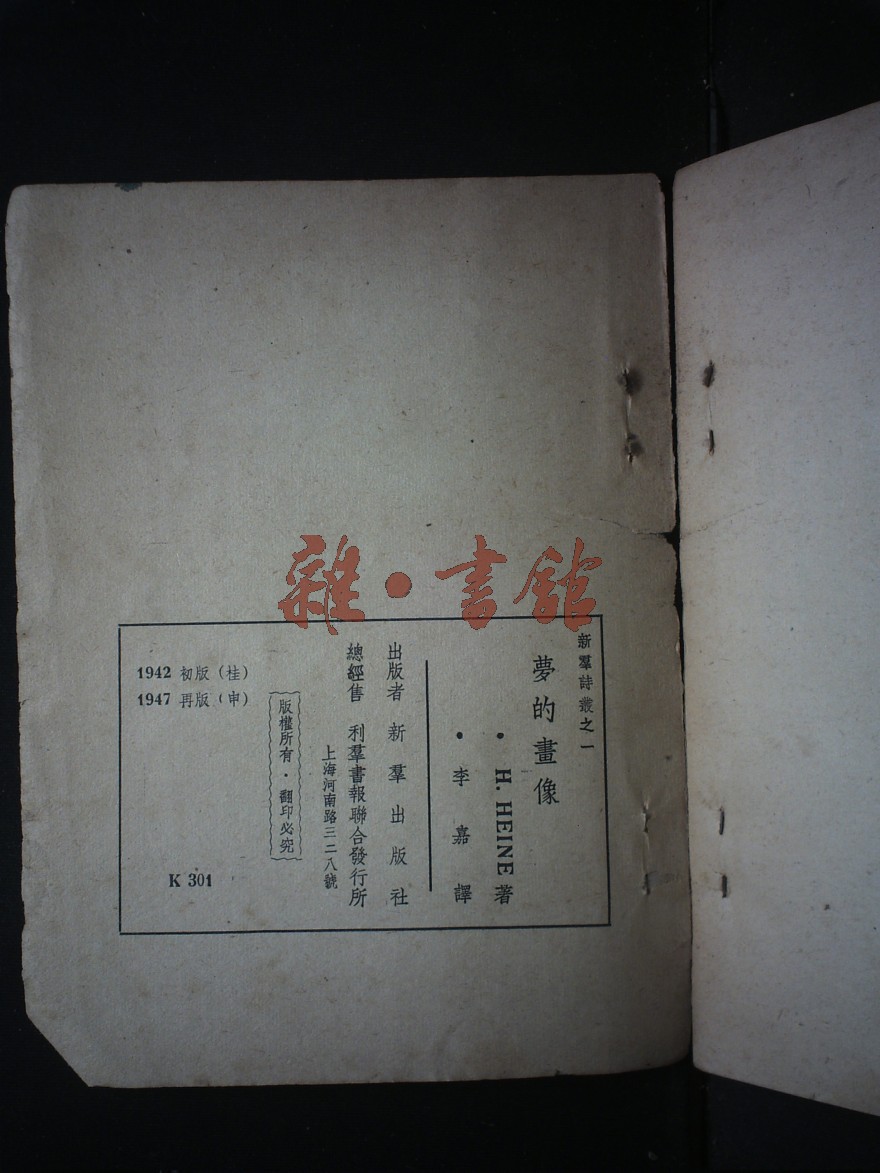 雜·書館
新羣詩叢之一
夢的畫像
· H. HEINE 著
· 李嘉譯
出版者 新羣出版社
總經售 利羣書報聯合發行所
上海河南路三二八號
版權所有·翻印必究
1942 初版(桂)
1947 再版(申)
K 301